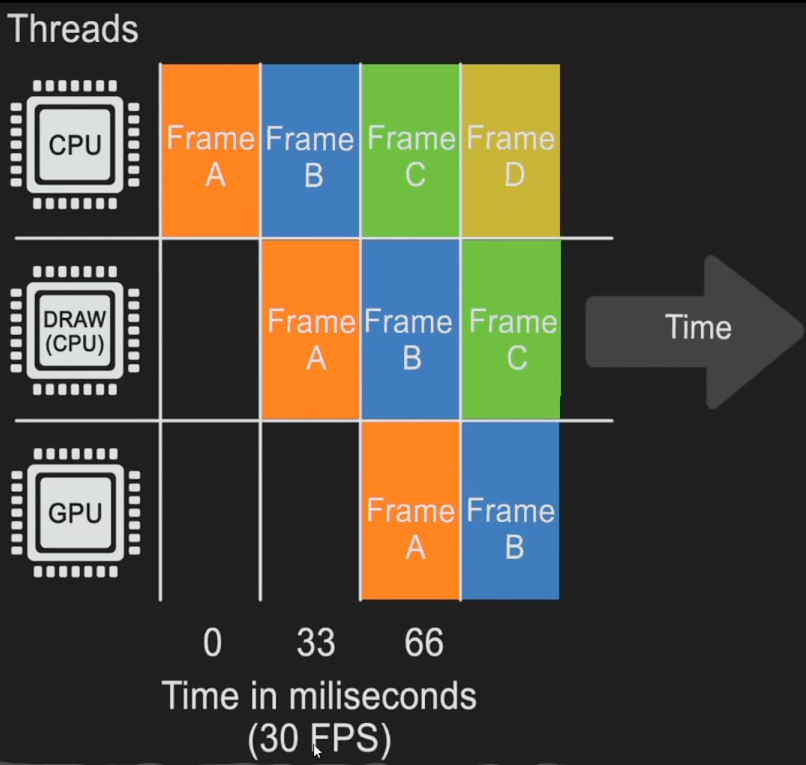 Threads
CPU
Frame
A
Frame
B
Frame
C
Frame
D
DRAW
(CPU)
Frame
A
Frame
B
Frame
C
Time
GPU
Frame
A
Frame
B
0
33
66
Time in miliseconds
(30 FPS)